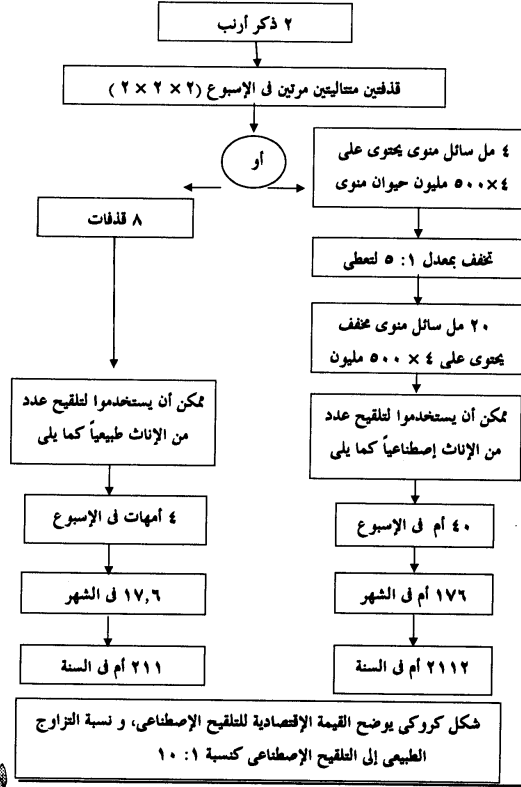 ٢ ذكر أرنب
قذفتين متتاليتين مرتين فى الإسبوع (٢ × ٢ × ٢ )
أو
٤ مل سائل منوى يحتوى على
٤×٥٠٠ مليون حيوان منوى
تخفف بمعدل ١: ٥ لتعطى
٢٠ مل سائل منوى مخفف
يحتوى على ٤ × ٥٠٠ مليون
ممكن أن يستخدموا لتلقيح عدد
من الإناث إصطناعياً كما يلى
٤٠ أم فى الإسبوع
١٧٦ أم فى الشهر
٢١١٢ أم فى السنة
٨ قذفات
ممكن أن يستخدموا لتلقيح عدد
من الإناث طبيعياً كما يلى
٤ أمهات فى الإسبوع
١٧,٦ فى الشهر
٢١١ أم فى السنة
شكل كروكى يوضح القيمة الإقتصادية للتلقيح الإصطناعى، و نسبة التزاوج
الطبيعى إلى التلقيح الإصطناعى كنسبة ١: ١٠